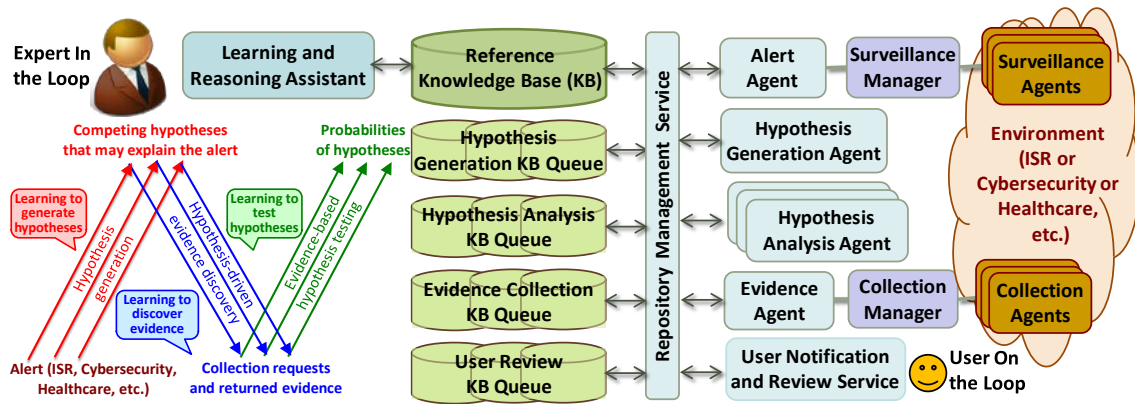 Expert In
the Loop
Learning and
Reasoning Assistant
Reference
Knowledge Base (KB)
Competing hypotheses
that may explain the alert
Probabilities
of hypotheses
Learning to
generate
hypotheses
Learning to
test
hypotheses
Learning to
discover
evidence
Hypothesis
generation
Hypothesis-driven
evidence discovery
Evidence-based
hypothesis testing
Alert (ISR, Cybersecurity,
Healthcare, etc.)
Collection requests
and returned evidence
Hypothesis
Generation KB Queue
Hypothesis Analysis
KB Queue
Evidence Collection
KB Queue
User Review
KB Queue
Repository Management Service
Alert
Agent
Surveillance
Manager
Surveillance
Agents
Hypothesis
Generation Agent
Hypothesis
Analysis Agent
Environment
(ISR or
Cybersecurity or
Healthcare,
etc.)
Evidence
Agent
Collection
Manager
Collection
Agents
User Notification
and Review Service
User On
the Loop